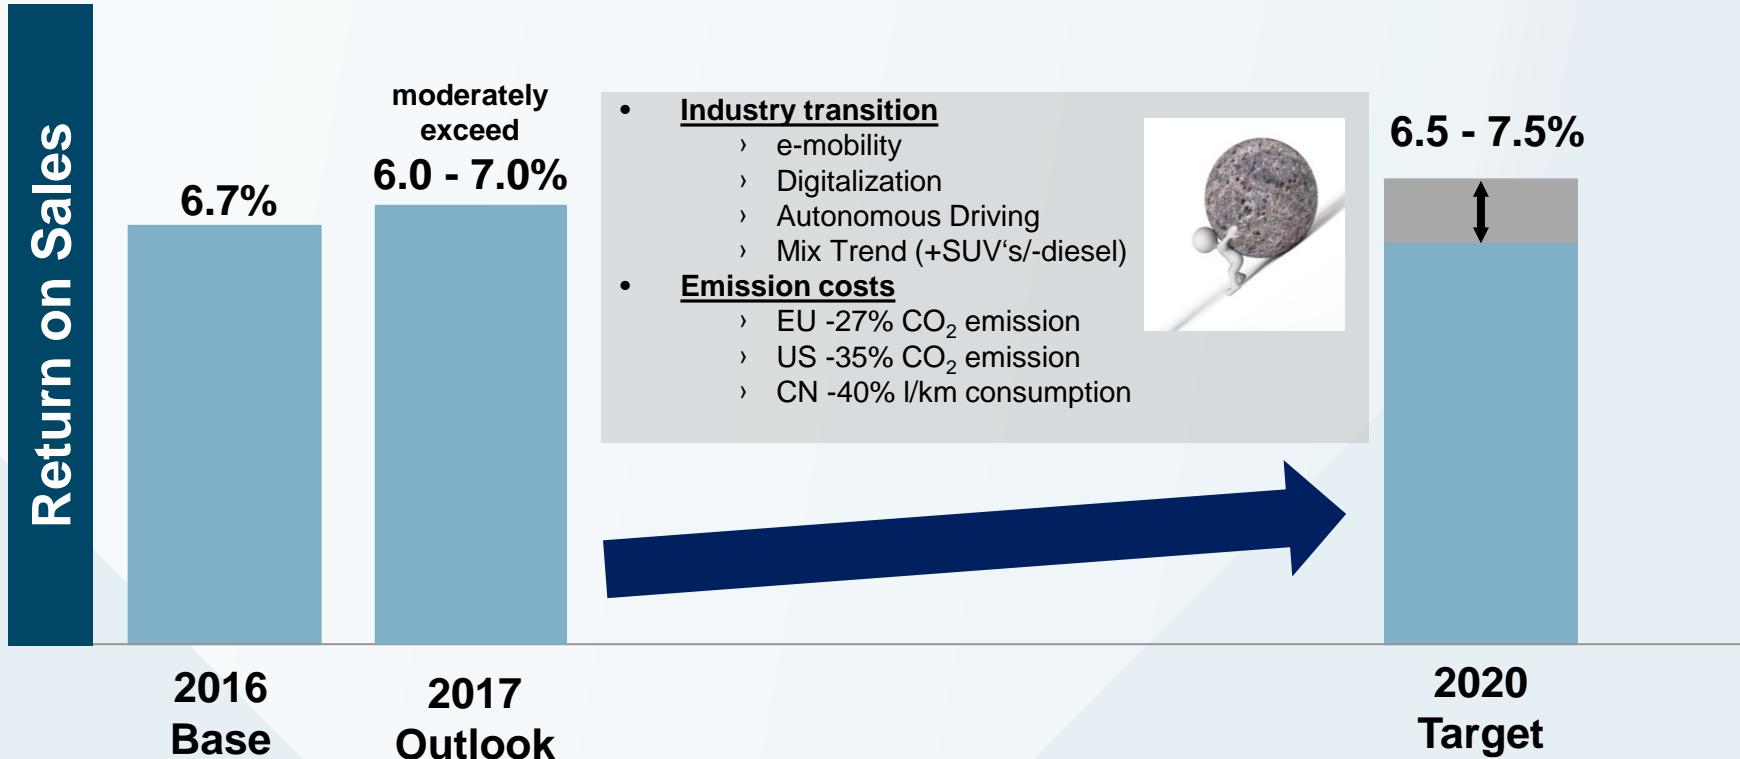 Return on Sales
6.7%
moderately
exceed
6.0 - 7.0%
• Industry transition
› e-mobility
› Digitalization
› Autonomous Driving
› Mix Trend (+SUV‘s/-diesel)
• Emission costs
› EU -27% CO₂ emission
› US -35% CO₂ emission
› CN -40% l/km consumption
6.5 - 7.5%
2016
Base
2017
Outlook
2020
Target